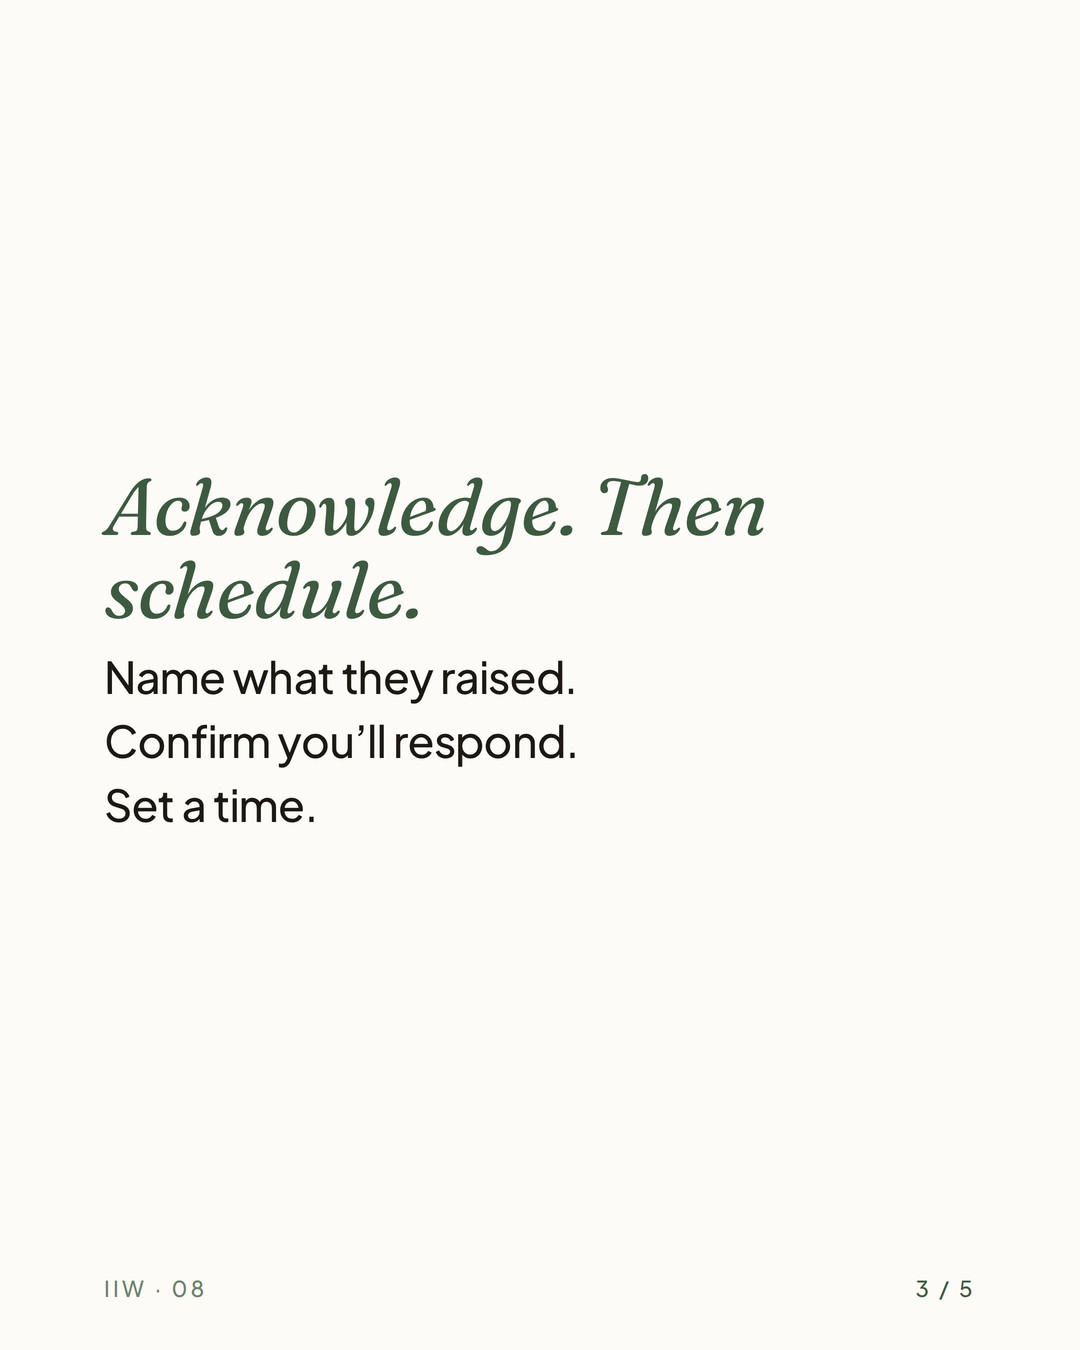 Acknowledge. Then
schedule.
Name what they raised.
Confirm you’ll respond.
Set a time.
IIW · 08
3 / 5